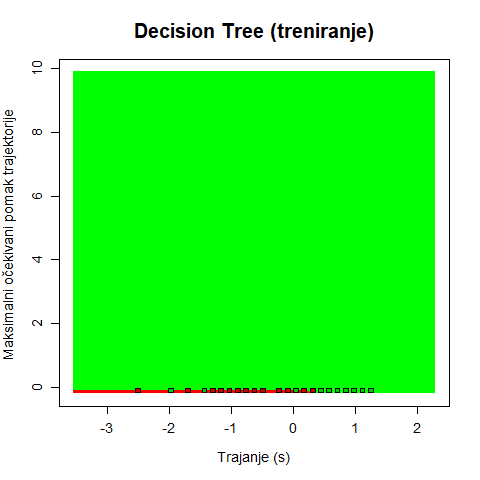 Decision Tree (treniranje)
Maksimalni očekivani pomak trajektorije
10
8
6
4
2
0
-3 -2 -1 0 1 2
Trajanje (s)